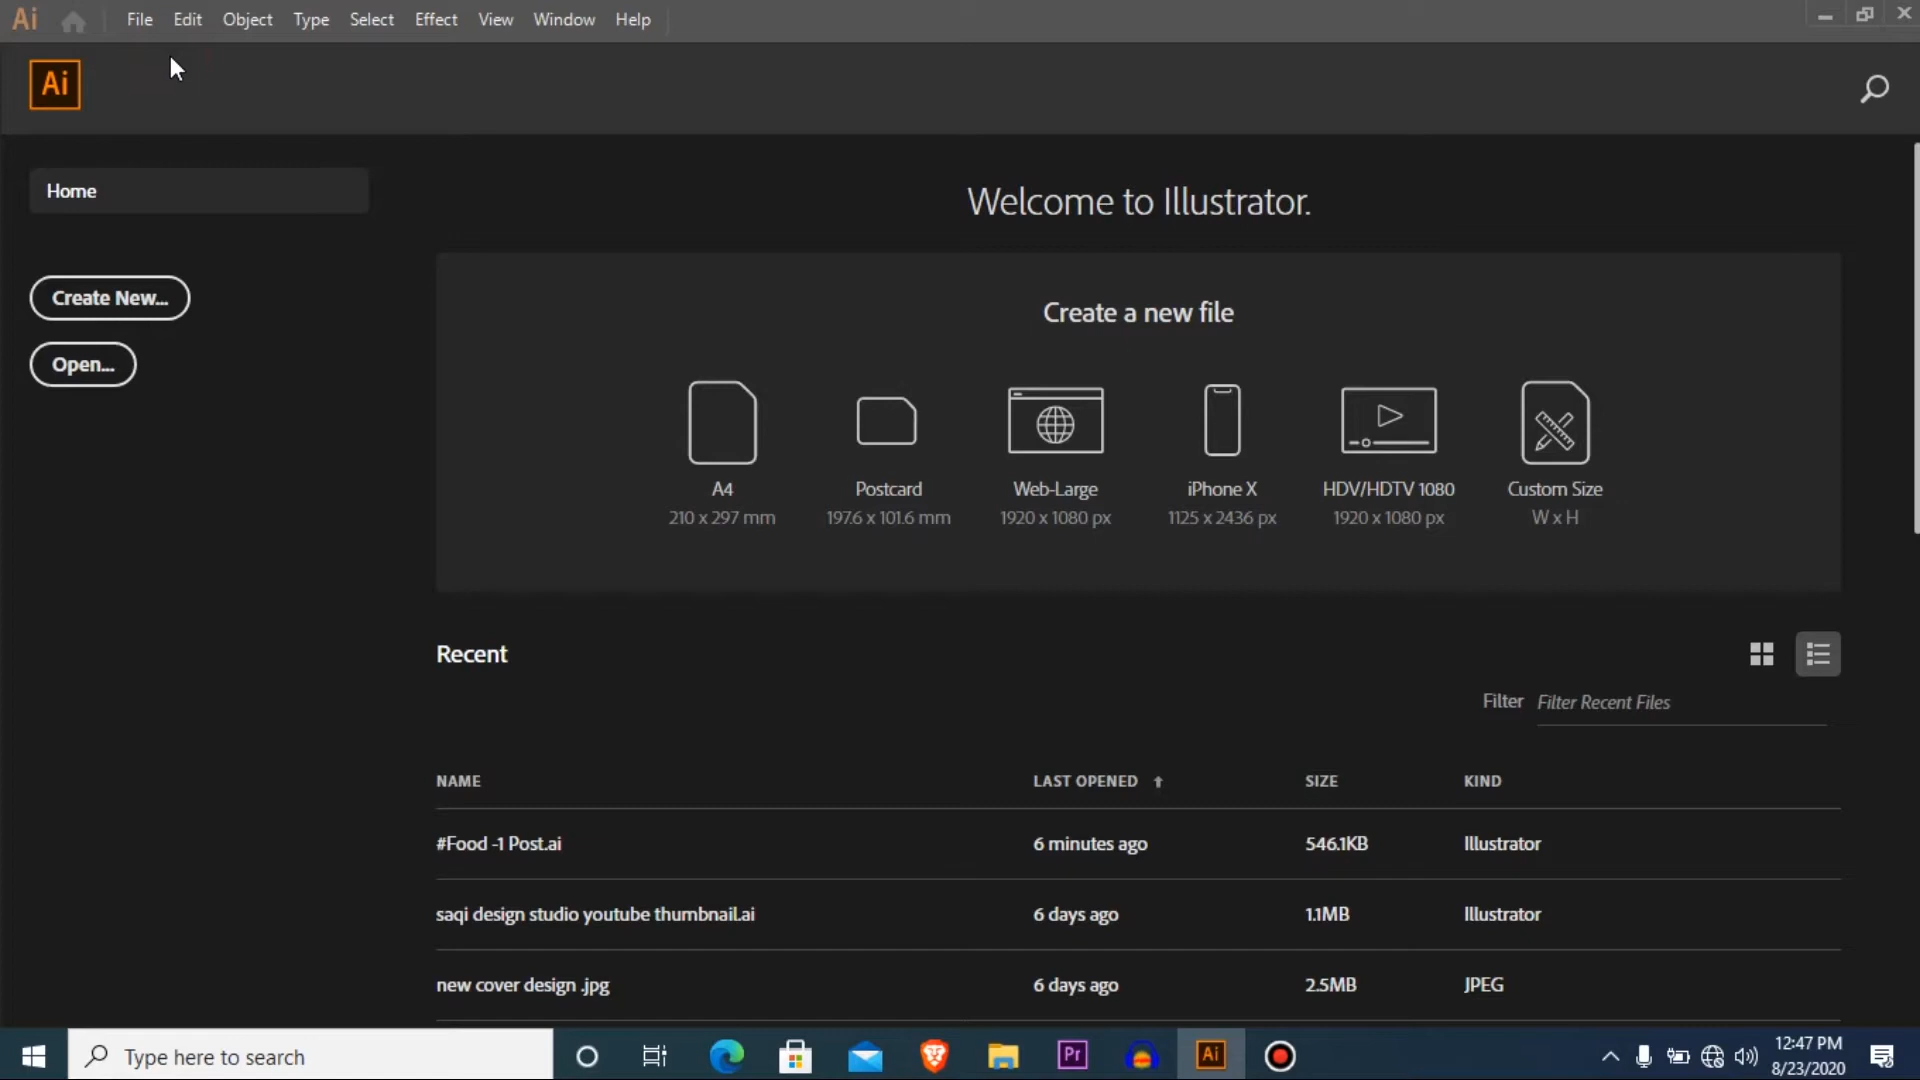 Ai File Edit Object Type Select Effect View Window Help
Ai
Home
Welcome to Illustrator.
Create New...
Open...
Create a new file
A4 Postcard Web-Large iPhone X HDV/HDTV 1080 Custom Size
210 x 297 mm 197.6 x 101.6 mm 1920 x 1080 px 1125 x 2436 px 1920 x 1080 px W x H
Recent
Filter Filter Recent Files
NAME LAST OPENED SIZE KIND
#Food -1 Post.ai 6 minutes ago 546.1KB Illustrator
saqi design studio youtube thumbnail.ai 6 days ago 1.1MB Illustrator
new cover design .jpg 6 days ago 2.5MB JPEG
Type here to search Pr Ai 12:47 PM
8/23/2020